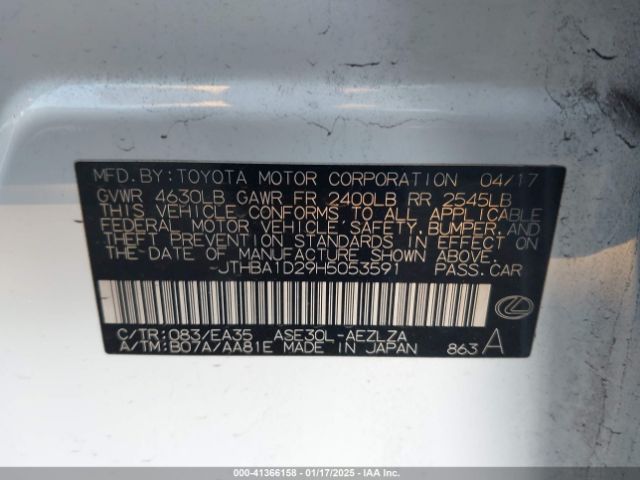 MFD.BY:TOYOTA MOTOR CORPORATION 04/17
GVWR 4630LB GAWR FR 2400LB RR 2545LB
THIS VEHICLE CONFORMS TO ALL APPLICABLE
FEDERAL MOTOR VEHICLE SAFETY, BUMPER, AND
THEFT PREVENTION STANDARDS IN EFFECT ON
THE DATE OF MANUFACTURE SHOWN ABOVE.
-JTHBA1D29H5053591 PASS.CAR
C/TR:083/EA35 ASE30L-AEZLZA
A/TM:B07A/AA81E MADE IN JAPAN 863 A
000-41366158 - 01/17/2025 - IAA Inc.